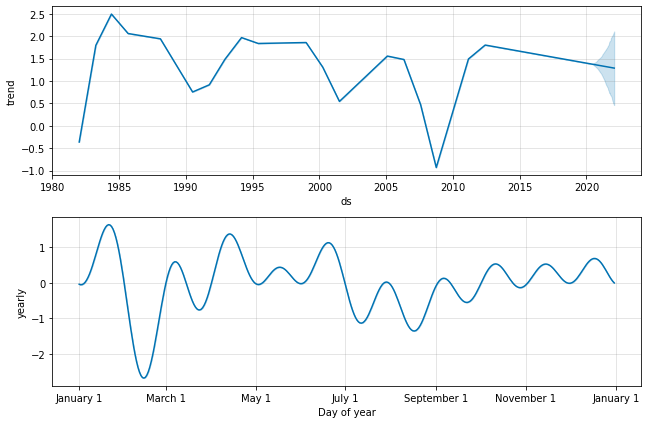 2.5
2.0
1.5
1.0
0.5
0.0
−0.5
−1.0
trend
1980 1985 1990 1995 2000 2005 2010 2015 2020
ds
1
0
−1
−2
yearly
January 1 March 1 May 1 July 1 September 1 November 1 January 1
Day of year